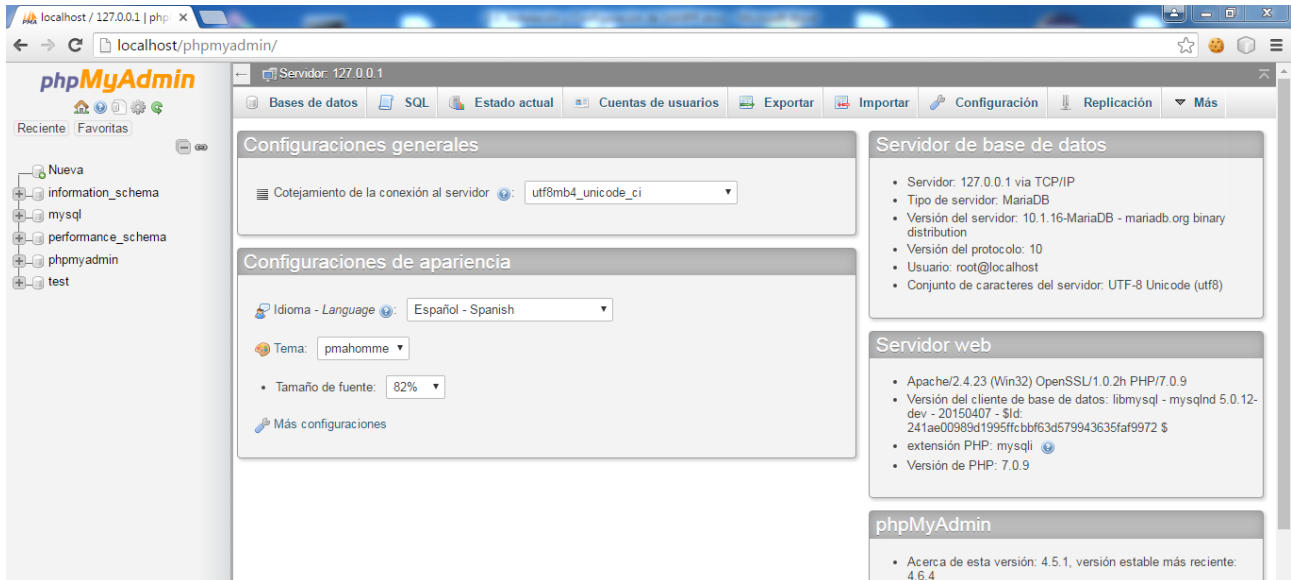 localhost / 127.0.0.1 | php
localhost/phpmyadmin/
phpMyAdmin
Reciente Favoritas
Nueva
information_schema
mysql
performance_schema
phpmyadmin
test
Servidor: 127.0.0.1
Bases de datos SQL Estado actual Cuentas de usuarios Exportar Importar Configuración Replicación Más
Configuraciones generales
Cotejamiento de la conexión al servidor : utf8mb4_unicode_ci
Configuraciones de apariencia
Idioma - Language : Español - Spanish
Tema: pmahomme
• Tamaño de fuente: 82%
Más configuraciones
Servidor de base de datos
• Servidor: 127.0.0.1 via TCP/IP
• Tipo de servidor: MariaDB
• Versión del servidor: 10.1.16-MariaDB - mariadb.org binary
distribution
• Versión del protocolo: 10
• Usuario: root@localhost
• Conjunto de caracteres del servidor: UTF-8 Unicode (utf8)
Servidor web
• Apache/2.4.23 (Win32) OpenSSL/1.0.2h PHP/7.0.9
• Versión del cliente de base de datos: libmysql - mysqlnd 5.0.12-
dev - 20150407 - $Id:
241ae00989d1995ffcbbf63d579943635faf9972 $
• extensión PHP: mysqli
• Versión de PHP: 7.0.9
phpMyAdmin
• Acerca de esta versión: 4.5.1, versión estable más reciente:
4.6.4